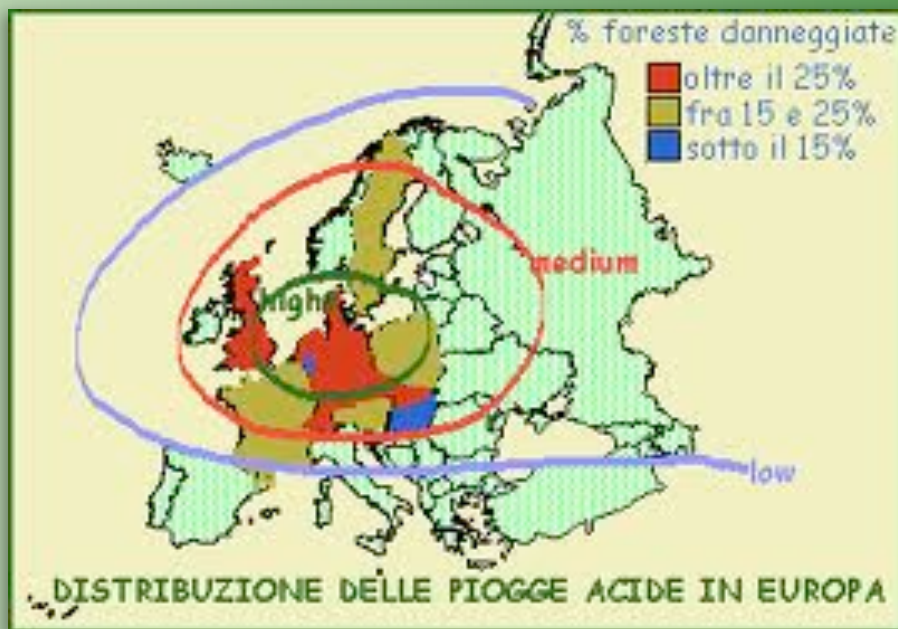 % foreste danneggiate
oltre il 25%
fra 15 e 25%
sotto il 15%
medium
high
low
DISTRIBUZIONE DELLE PIOGGE ACIDE IN EUROPA